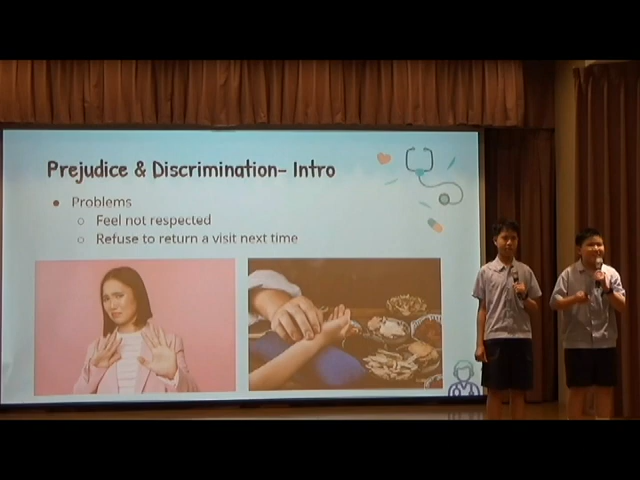 Prejudice & Discrimination- Intro
● Problems
○ Feel not respected
○ Refuse to return a visit next time